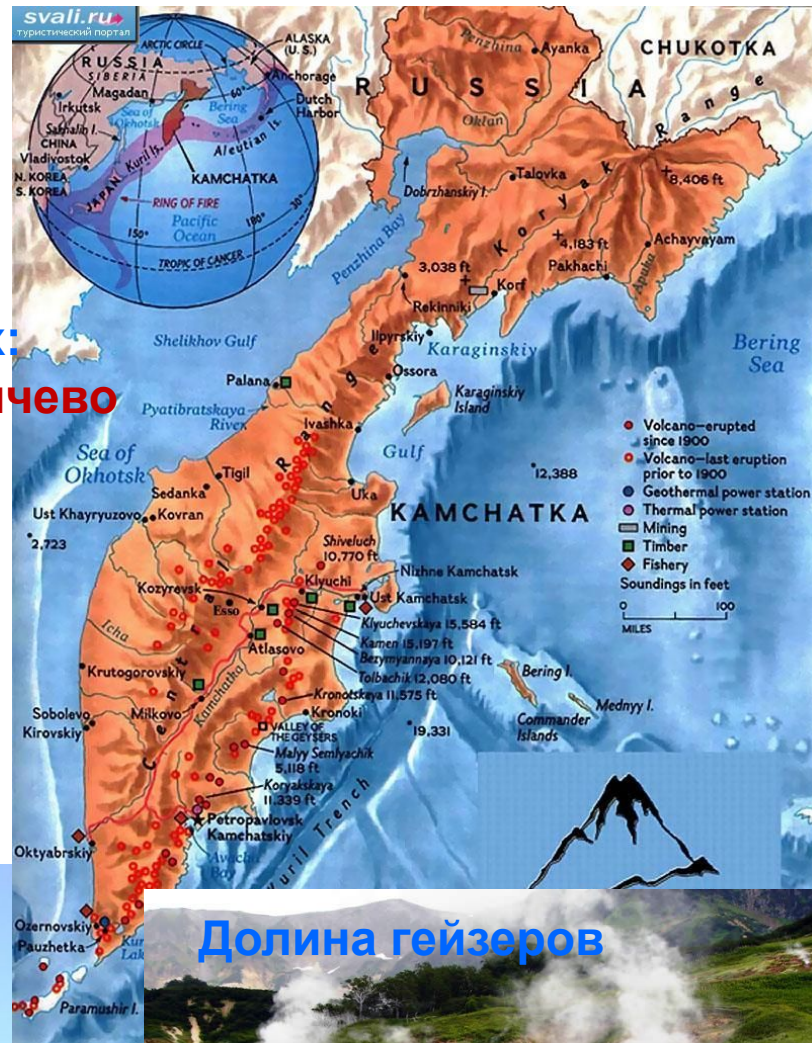 svali.ru
туристический портал
ARCTIC CIRCLE
ALASKA
(U. S.)
RUSSIA
SIBERIA
Anchorage
Magadan
60°
Irkutsk
Sea of
Okhotsk
Bering
Sea
Dutch
Harbor
Sakhalin I.
CHINA
Kuril Is.
Aleutian Is.
Vladivostok
N. KOREA
S. KOREA
JAPAN
KAMCHATKA
RING OF FIRE
Pacific
Ocean
150°
180°
30°
TROPIC OF CANCER
Penzhina
Ayanka
CHUKOTKA
RUSSIA
Oklan
Dobrzhanskiy I.
Talovka
Koryak Range
8,406 ft
4,183 ft
Achayvayam
Penzhina Bay
3,038 ft
Pakhachi
Apuka
Korf
Rekinniki
Shelikhov Gulf
Ilpyrskiy
Karaginskiy
Bering
Sea
Palana
Ossora
Karaginskiy
Island
Pyatibratskaya
River
Ivashka
Gulf
Sea of
Okhotsk
Tigil
12,388
Sedanka
Uka
KAMCHATKA
Ust Khayryuzovo
Kovran
2,723
Shiveluch
10,770 ft
Nizhne Kamchatsk
Kozyrevsk
Klyuchi
Esso
Ust Kamchatsk
Klyuchevskaya 15,584 ft
Icha
Kamen 15,197 ft
Atlasovo
Bezymyannaya 10,121 ft
Tolbachik 12,080 ft
Krutogorovskiy
Central Range
Kamchatka
Kronotskaya 11,575 ft
Bering I.
Milkovo
Kronoki
Mednyy I.
Sobolevo
Kirovskiy
VALLEY OF
THE GEYSERS
19,331
Commander
Islands
Malyy Semlyachik
5,118 ft
Koryakskaya
11,339 ft
Petropavlovsk
Kamchatskiy
Oktyabrskiy
Avacha
Bay
Kuril Trench
Ozernovskiy
Pauzhetka
Paramushir I.
Volcano–erupted
since 1900
Volcano–last eruption
prior to 1900
Geothermal power station
Thermal power station
Mining
Timber
Fishery
Soundings in feet
0 100
MILES
Долина гейзеров